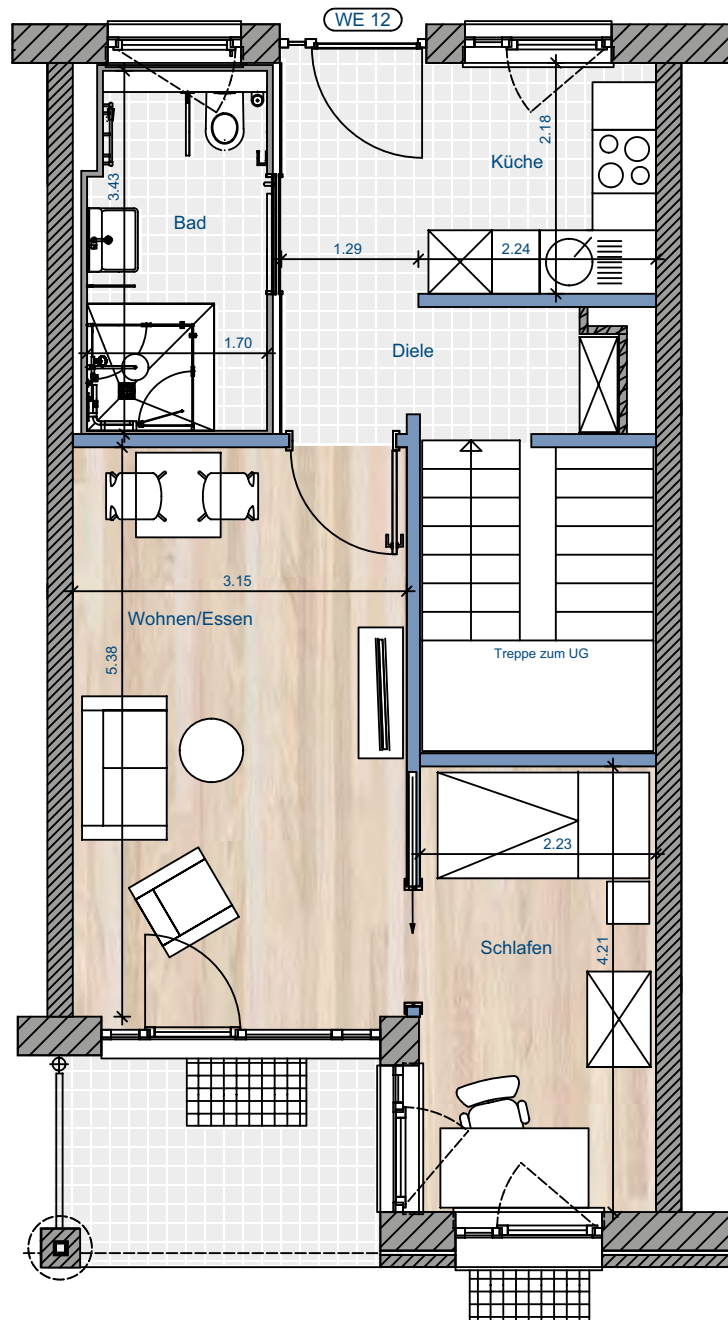 WE 12
Küche
2.18
3.43
Bad
1.29
2.24
1.70
Diele
3.15
Wohnen/Essen
5.38
Treppe zum UG
2.23
Schlafen
4.21